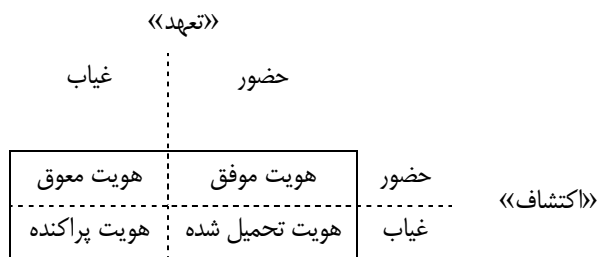 «تعهد»
حضور غیاب
حضور هویت موفق هویت معوق
«اکتشاف»
غیاب هویت تحمیل شده هویت پراکنده